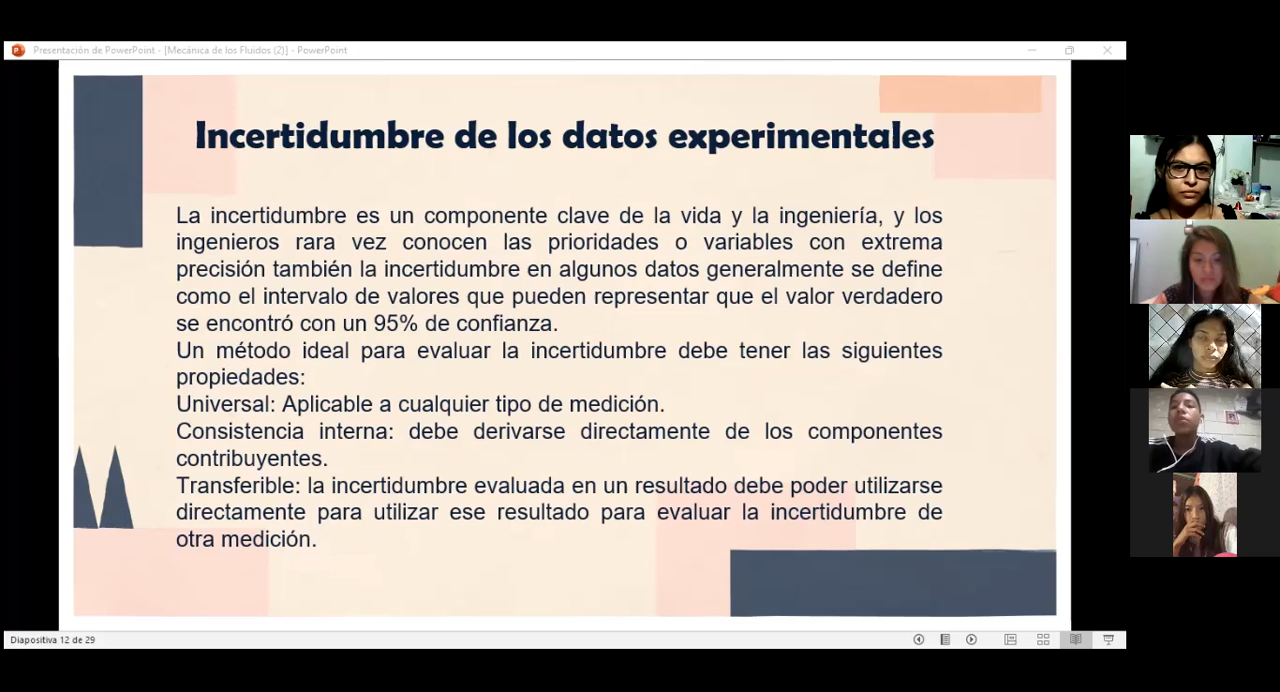 Presentación de PowerPoint - [Mecánica de los Fluidos (2)] - PowerPoint
Incertidumbre de los datos experimentales
La incertidumbre es un componente clave de la vida y la ingeniería, y los
ingenieros rara vez conocen las prioridades o variables con extrema
precisión también la incertidumbre en algunos datos generalmente se define
como el intervalo de valores que pueden representar que el valor verdadero
se encontró con un 95% de confianza.
Un método ideal para evaluar la incertidumbre debe tener las siguientes
propiedades:
Universal: Aplicable a cualquier tipo de medición.
Consistencia interna: debe derivarse directamente de los componentes
contribuyentes.
Transferible: la incertidumbre evaluada en un resultado debe poder utilizarse
directamente para utilizar ese resultado para evaluar la incertidumbre de
otra medición.
Diapositiva 12 de 29